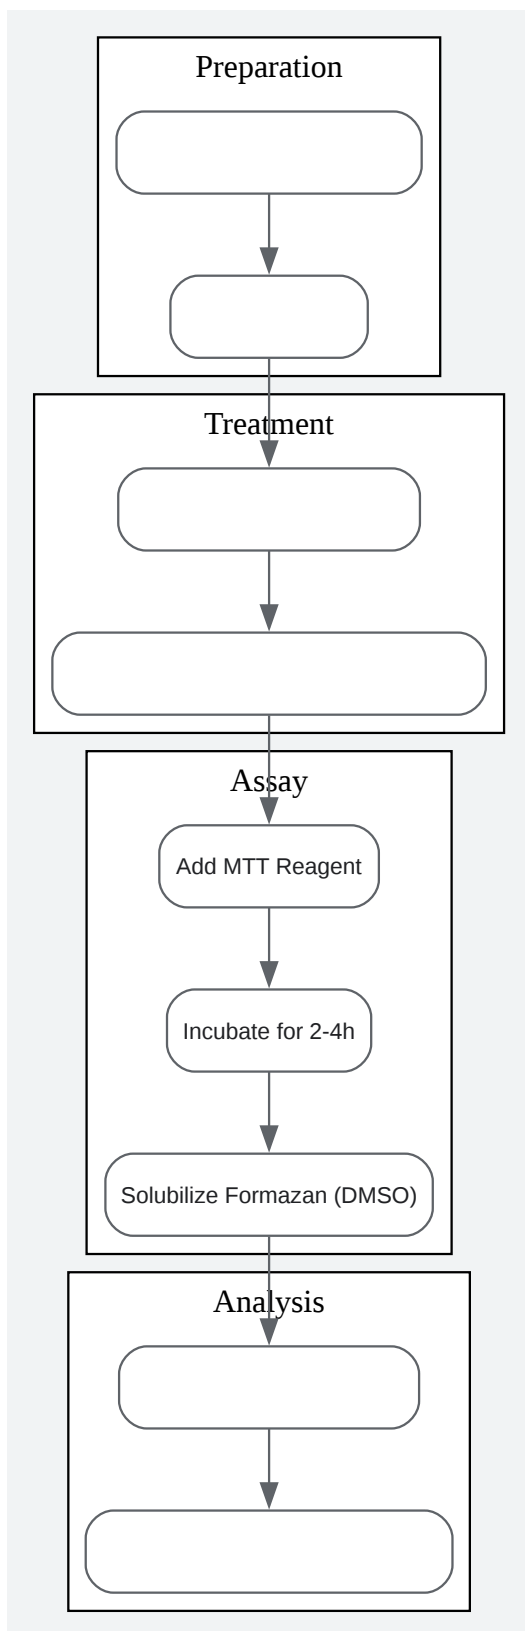 Preparation
Treatment
Assay
Add MTT Reagent
Incubate for 2-4h
Solubilize Formazan (DMSO)
Analysis